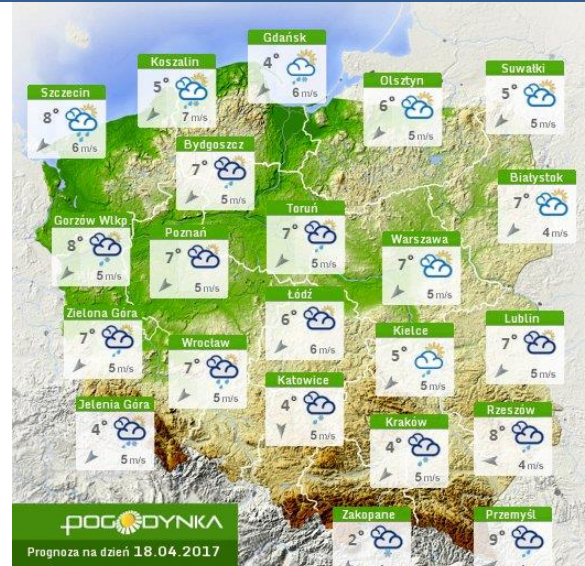 Gdańsk
4°
6 m/s
Koszalin
5°
7 m/s
Suwałki
5°
5 m/s
Olsztyn
6°
5 m/s
Szczecin
8°
6 m/s
Bydgoszcz
7°
5 m/s
Białystok
7°
4 m/s
Toruń
7°
5 m/s
Gorzów Wlkp
8°
5 m/s
Poznań
7°
5 m/s
Warszawa
7°
5 m/s
Łódź
6°
6 m/s
Zielona Góra
7°
5 m/s
Lublin
7°
5 m/s
Kielce
5°
5 m/s
Wrocław
7°
5 m/s
Katowice
4°
5 m/s
Jelenia Góra
4°
5 m/s
Rzeszów
8°
4 m/s
Kraków
4°
5 m/s
Zakopane
2°
Przemyśl
9°
POGODYNKA
Prognoza na dzień 18.04.2017